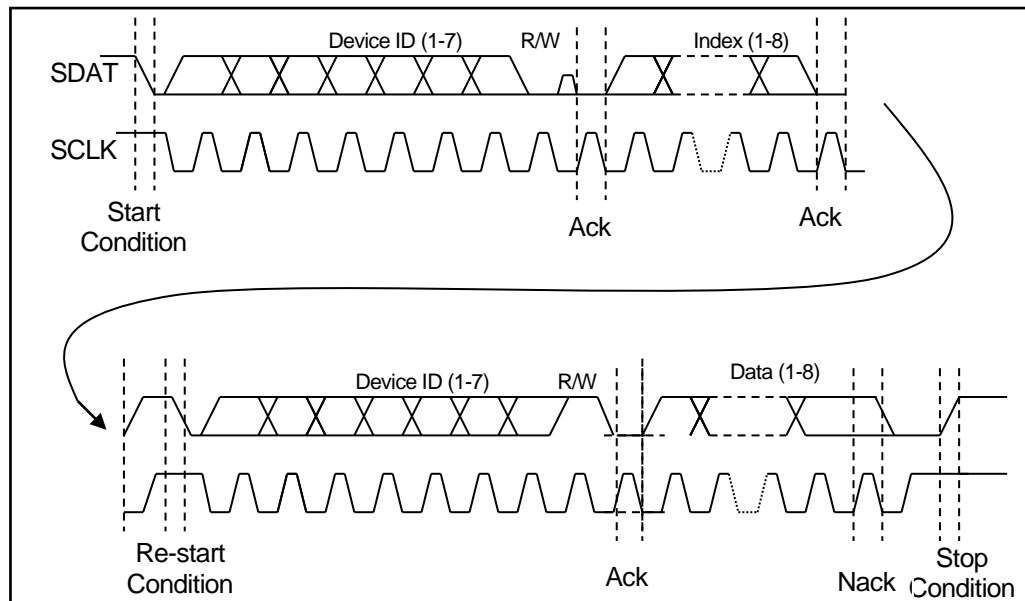 Device ID (1-7) R/W Index (1-8)
SDAT
SCLK
Start
Condition
Ack
Ack
Device ID (1-7) R/W Data (1-8)
Re-start
Condition
Ack
Nack
Stop
Condition